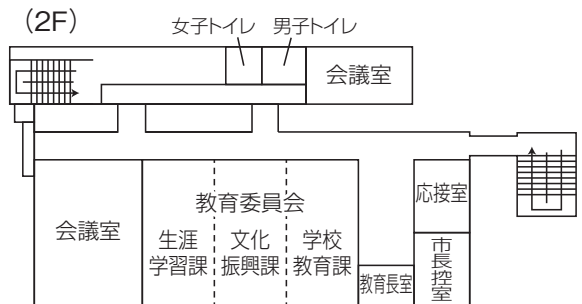 (2F)
女子トイレ 男子トイレ
会議室
応接室
教育委員会
会議室
生涯
学習課
文化
振興課
学校
教育課
市長控室
教育長室